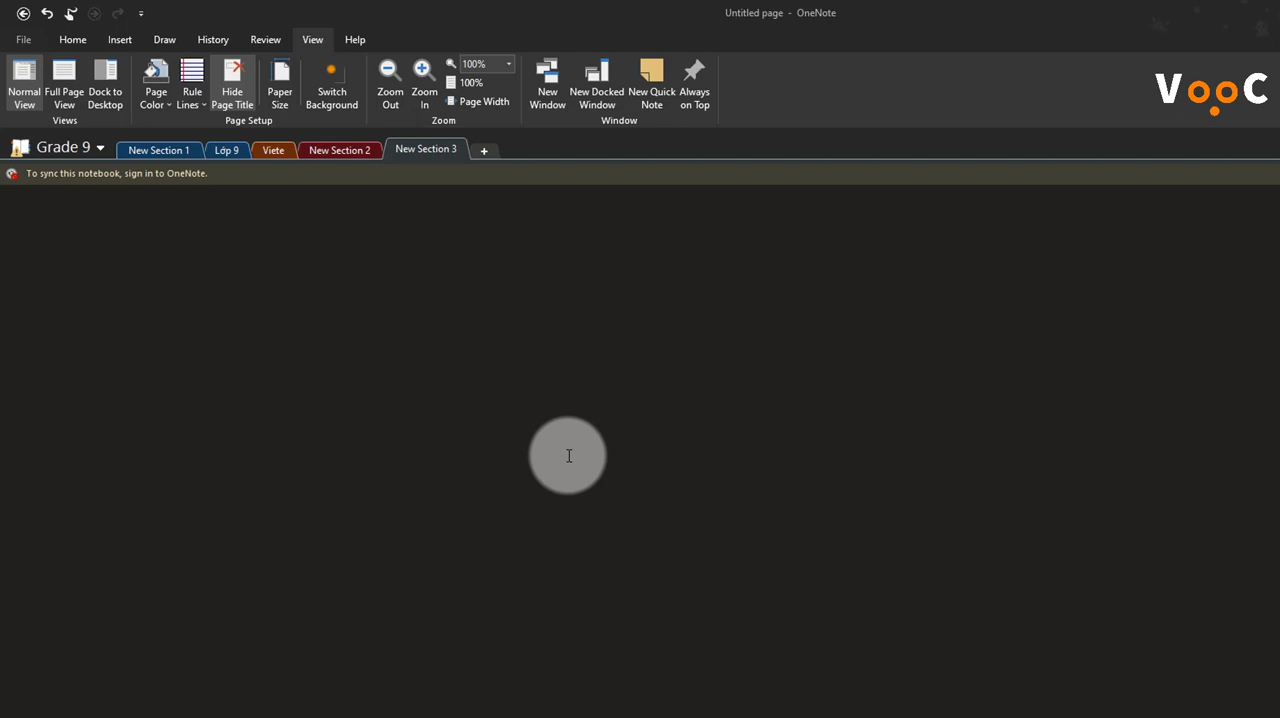 Untitled page - OneNote
File Home Insert Draw History Review View Help
VooC
Normal View
Full Page View
Dock to Desktop
Page Color
Rule Lines
Hide Page Title
Paper Size
Switch Background
Zoom Out
Zoom In
100%
100%
Page Width
New Window
New Docked Window
New Quick Note
Always on Top
Views Page Setup Zoom Window
Grade 9 New Section 1 Lớp 9 Viete New Section 2 New Section 3 +
To sync this notebook, sign in to OneNote.